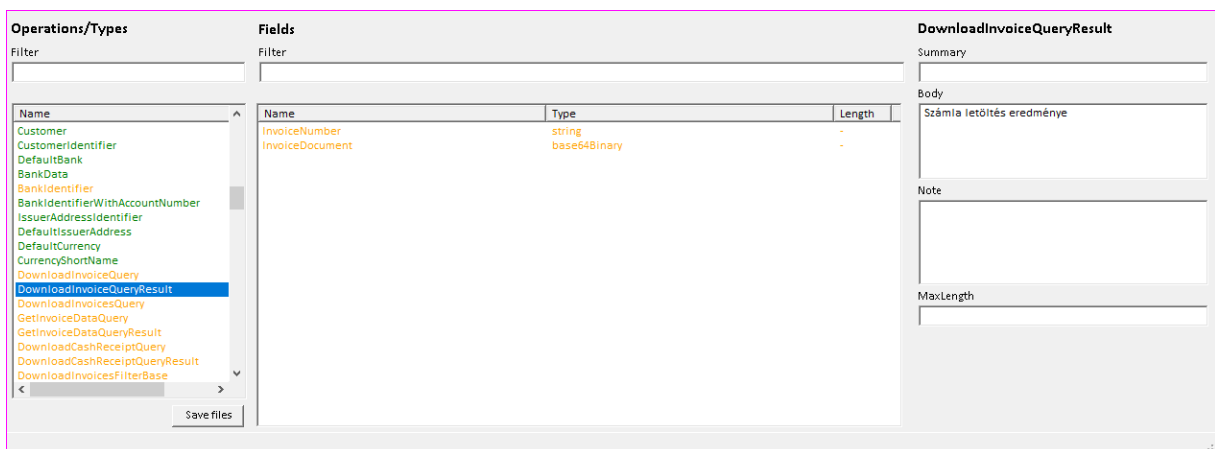 Operations/Types
Filter
Name
Customer
CustomerIdentifier
DefaultBank
BankData
BankIdentifier
BankIdentifierWithAccountNumber
IssuerAddressIdentifier
DefaultIssuerAddress
DefaultCurrency
CurrencyShortName
DownloadInvoiceQuery
DownloadInvoiceQueryResult
DownloadInvoicesQuery
GetInvoiceDataQuery
GetInvoiceDataQueryResult
DownloadCashReceiptQuery
DownloadCashReceiptQueryResult
DownloadInvoicesFilterBase
Save files
Fields
Filter
Name Type Length
InvoiceNumber string -
InvoiceDocument base64Binary -
DownloadInvoiceQueryResult
Summary
Body
Számla letöltés eredménye
Note
MaxLength